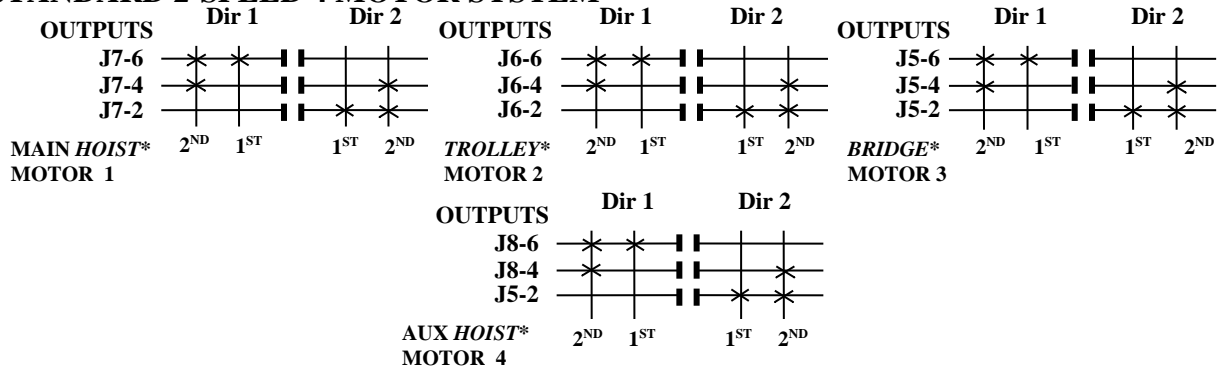 STANDARD 2 SPEED 4 MOTOR SYSTEM
OUTPUTS Dir 1 Dir 2
J7-6
J7-4
J7-2
MAIN HOIST* 2ND 1ST 1ST 2ND
MOTOR 1
OUTPUTS Dir 1 Dir 2
J6-6
J6-4
J6-2
TROLLEY* 2ND 1ST 1ST 2ND
MOTOR 2
OUTPUTS Dir 1 Dir 2
J5-6
J5-4
J5-2
BRIDGE* 2ND 1ST 1ST 2ND
MOTOR 3
OUTPUTS Dir 1 Dir 2
J8-6
J8-4
J5-2
AUX HOIST* 2ND 1ST 1ST 2ND
MOTOR 4